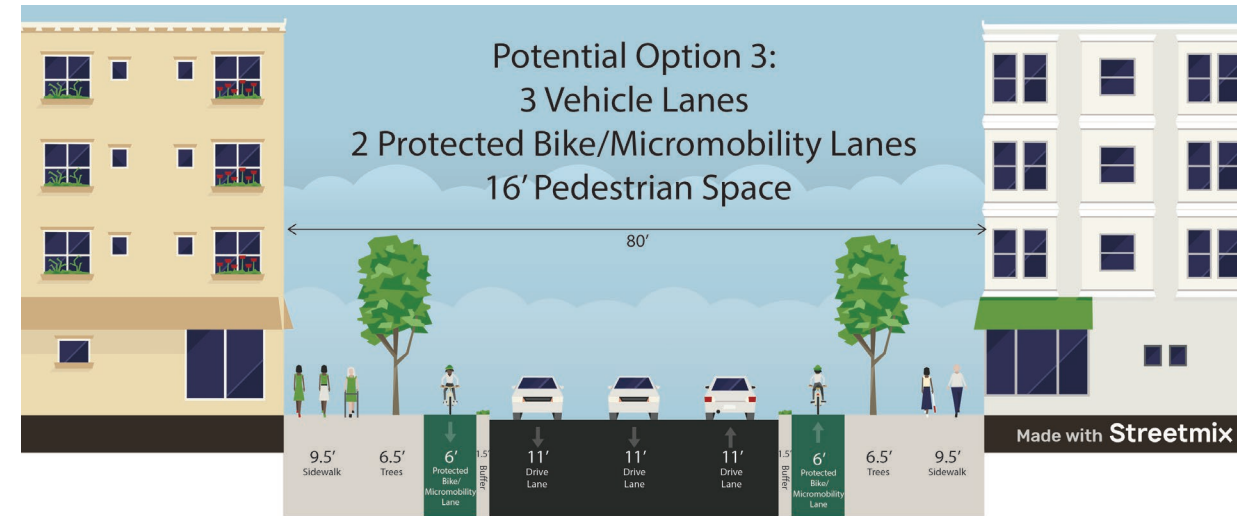 Potential Option 3:
3 Vehicle Lanes
2 Protected Bike/Micromobility Lanes
16' Pedestrian Space
80'
9.5'
Sidewalk
6.5'
Trees
6'
Protected
Bike/
Micromobility
Lane
1.5'
Buffer
11'
Drive
Lane
11'
Drive
Lane
11'
Drive
Lane
1.5'
Buffer
6'
Protected
Bike/
Micromobility
Lane
6.5'
Trees
9.5'
Sidewalk
Made with Streetmix